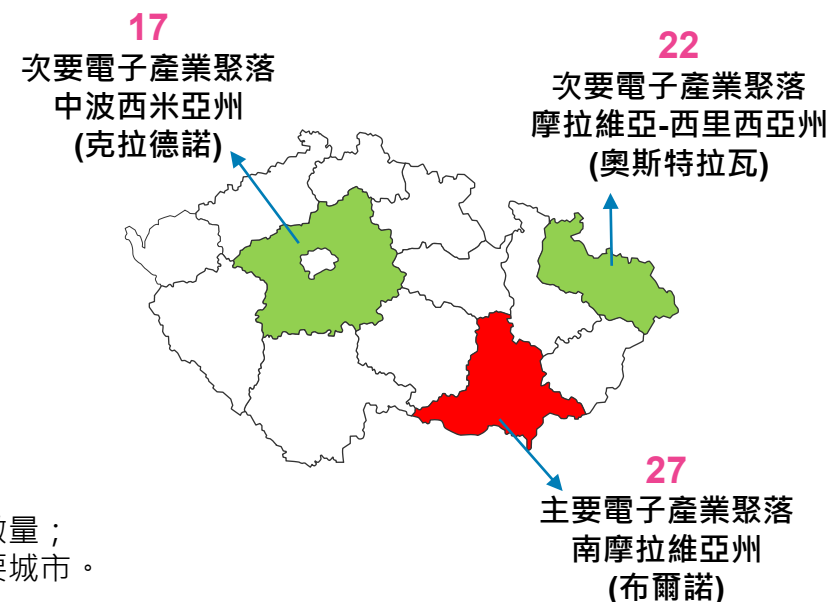 17
次要電子產業聚落
中波西米亞州
(克拉德諾)
22
次要電子產業聚落
摩拉維亞-西里西亞州
(奧斯特拉瓦)
27
主要電子產業聚落
南摩拉維亞州
(布爾諾)
量；
城市。